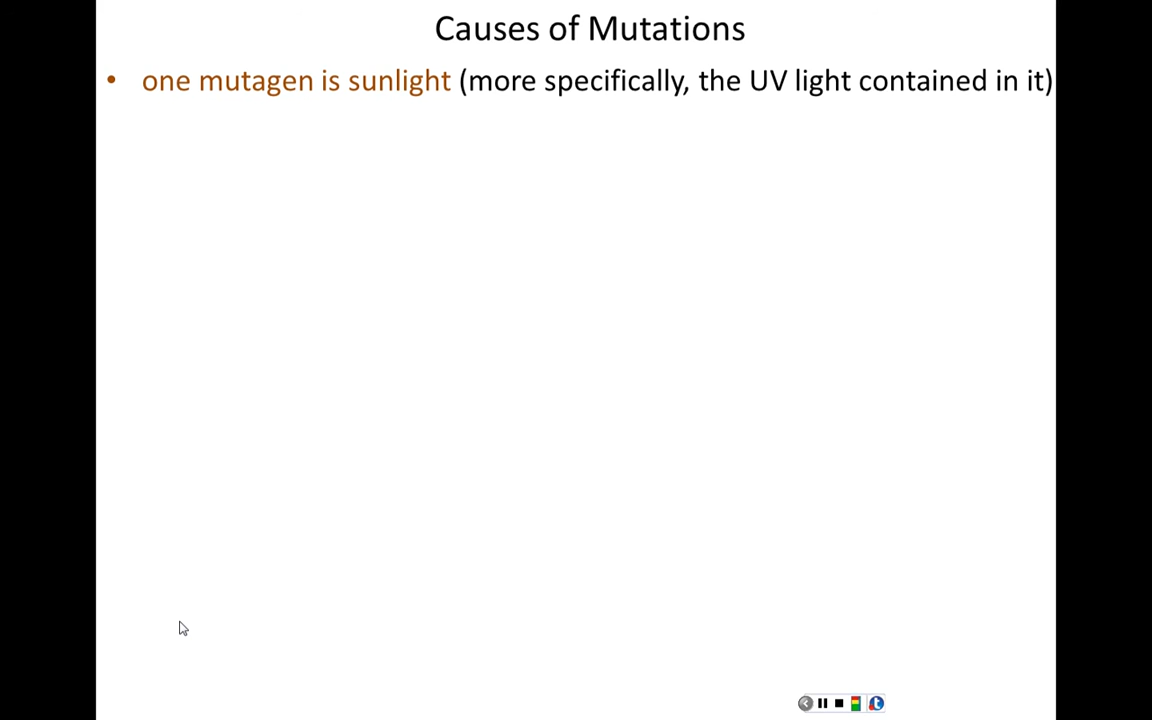 Causes of Mutations
• one mutagen is sunlight (more specifically, the UV light contained in it)